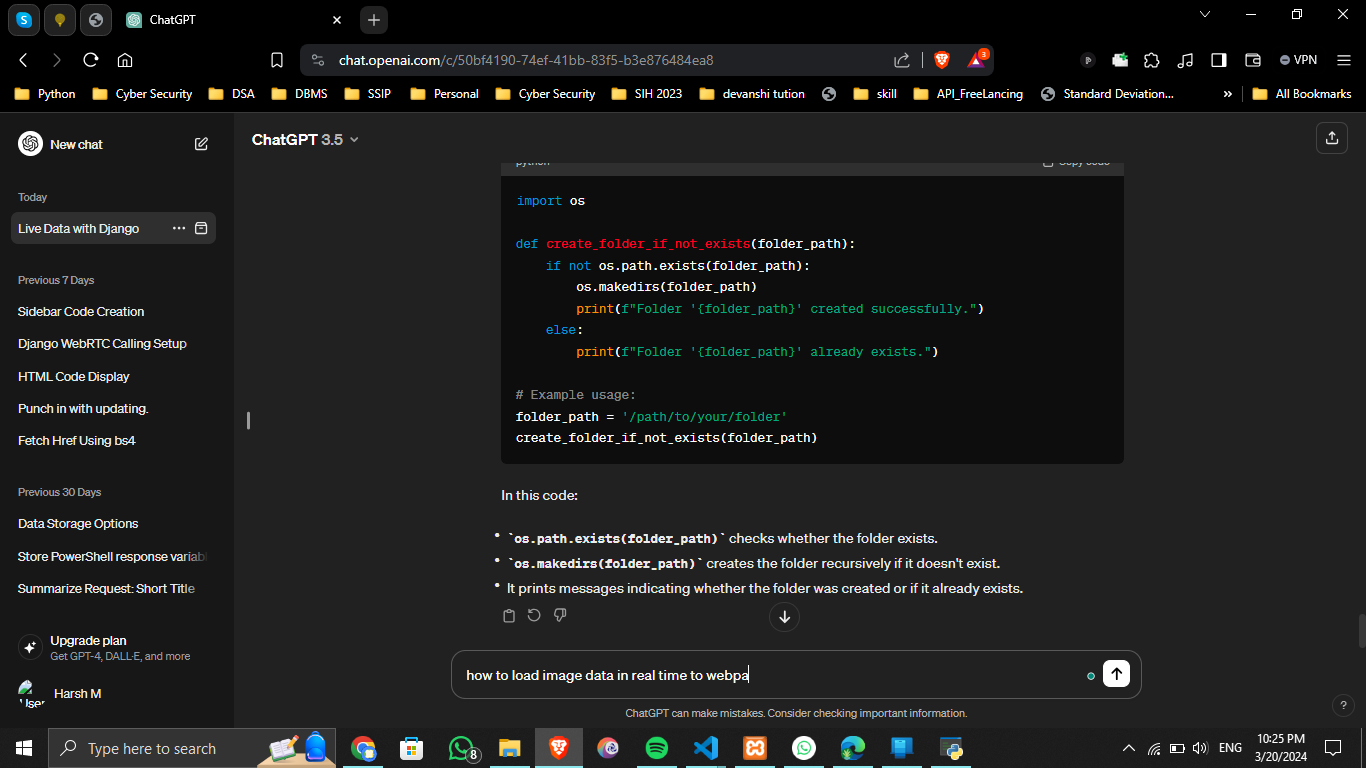 ChatGPT
chat.openai.com/c/50bf4190-74ef-41bb-83f5-b3e876484ea8
3
VPN
Python
Cyber Security
DSA
DBMS
SSIP
Personal
Cyber Security
SIH 2023
devanshi tution
skill
API_FreeLancing
Standard Deviation...
»
All Bookmarks
New chat
ChatGPT 3.5
Today
Live Data with Django
Previous 7 Days
Sidebar Code Creation
Django WebRTC Calling Setup
HTML Code Display
Punch in with updating.
Fetch Href Using bs4
Previous 30 Days
Data Storage Options
Store PowerShell response variab
Summarize Request: Short Title
Upgrade plan
Get GPT-4, DALL·E, and more
User
Harsh M
python
Copy code
import os
def create_folder_if_not_exists(folder_path):
    if not os.path.exists(folder_path):
        os.makedirs(folder_path)
        print(f"Folder '{folder_path}' created successfully.")
    else:
        print(f"Folder '{folder_path}' already exists.")
# Example usage:
folder_path = '/path/to/your/folder'
create_folder_if_not_exists(folder_path)
In this code:
• `os.path.exists(folder_path)` checks whether the folder exists.
• `os.makedirs(folder_path)` creates the folder recursively if it doesn't exist.
• It prints messages indicating whether the folder was created or if it already exists.
how to load image data in real time to webpa
ChatGPT can make mistakes. Consider checking important information.
?
Type here to search
8
ENG
10:25 PM
3/20/2024